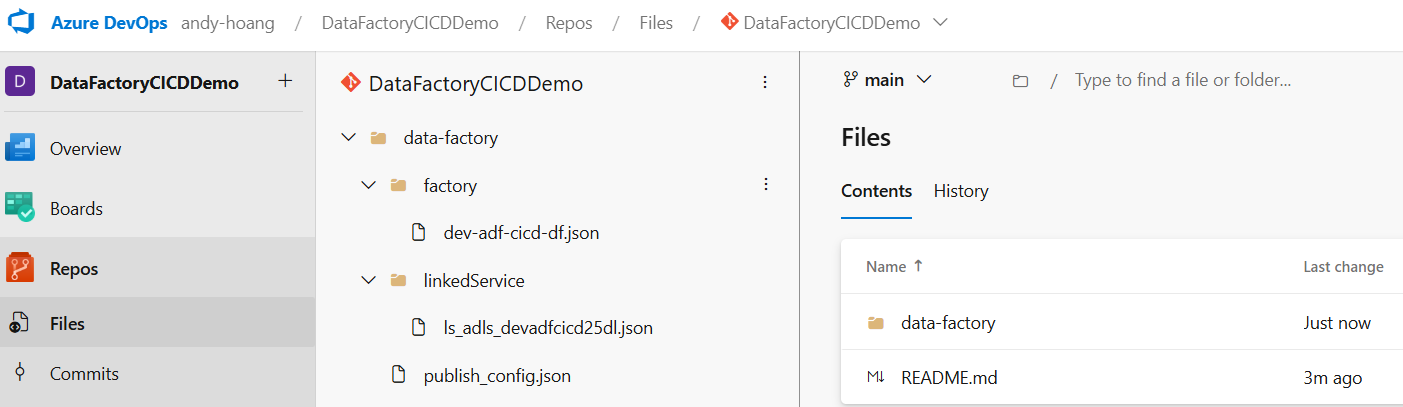 Azure DevOps andy-hoang / DataFactoryCICDDemo / Repos / Files / DataFactoryCICDDemo
D DataFactoryCICDDemo +
Overview
Boards
Repos
Files
Commits
DataFactoryCICDDemo
data-factory
factory
dev-adf-cicd-df.json
linkedService
ls_adls_devadfcicd25dl.json
publish_config.json
main / Type to find a file or folder...
Files
Contents History
Name ↑ Last change
data-factory Just now
M↓ README.md 3m ago